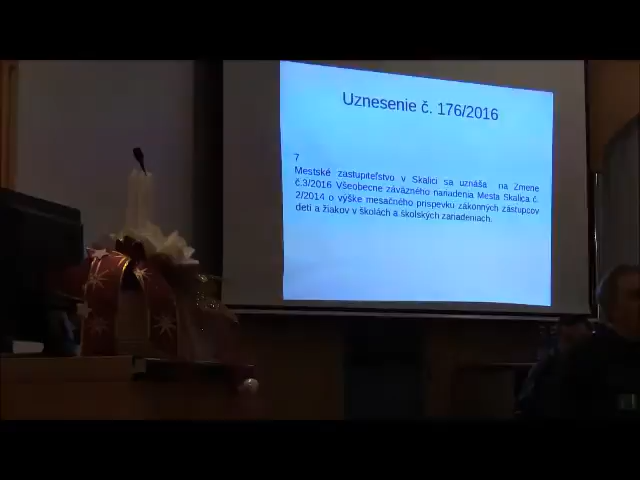 Uznesenie č. 176/2016
7
Mestské zastupiteľstvo v Skalici sa uznáša na Zmene
č.3/2016 Všeobecne záväzného nariadenia Mesta Skalica č.
2/2014 o výške mesačného príspevku zákonných zástupcov
detí a žiakov v školách a školských zariadeniach.